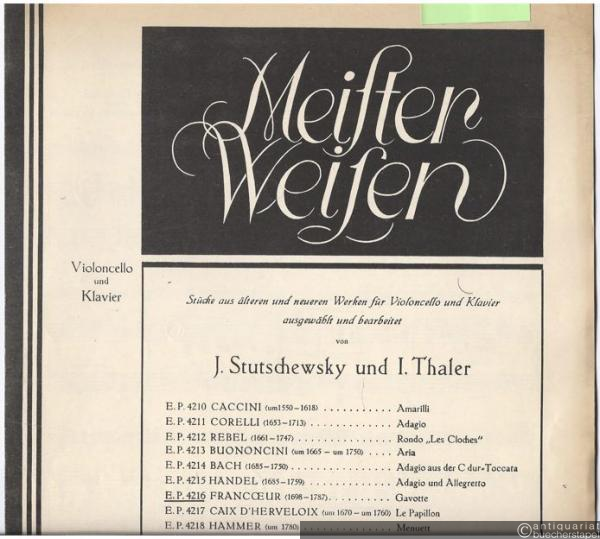 Meiſter
Weiſen
Violoncello
und
Klavier
Stücke aus älteren und neueren Werken für Violoncello und Klavier
ausgewählt und bearbeitet
von
J. Stutschewsky und I. Thaler
E. P. 4210 CACCINI (um 1550–1618) . . . . . . . . . . . Amarilli
E. P. 4211 CORELLI (1653–1713) . . . . . . . . . . . . Adagio
E. P. 4212 REBEL (1661–1747) . . . . . . . . . . . . . Rondo „Les Cloches"
E. P. 4213 BUONONCINI (um 1665 – um 1750) . . . . Aria
E. P. 4214 BACH (1685–1750) . . . . . . . . . . . . . . Adagio aus der C dur-Toccata
E. P. 4215 HANDEL (1685–1759) . . . . . . . . . . . . Adagio und Allegretto
E. P. 4216 FRANCŒUR (1698–1787) . . . . . . . . . . Gavotte
E. P. 4217 CAIX D'HERVELOIX (um 1670 – um 1760) Le Papillon
E. P. 4218 HAMMER (um 1780) . . . . . . . . . . . . . Menuett
antiquariat
buecherstapel